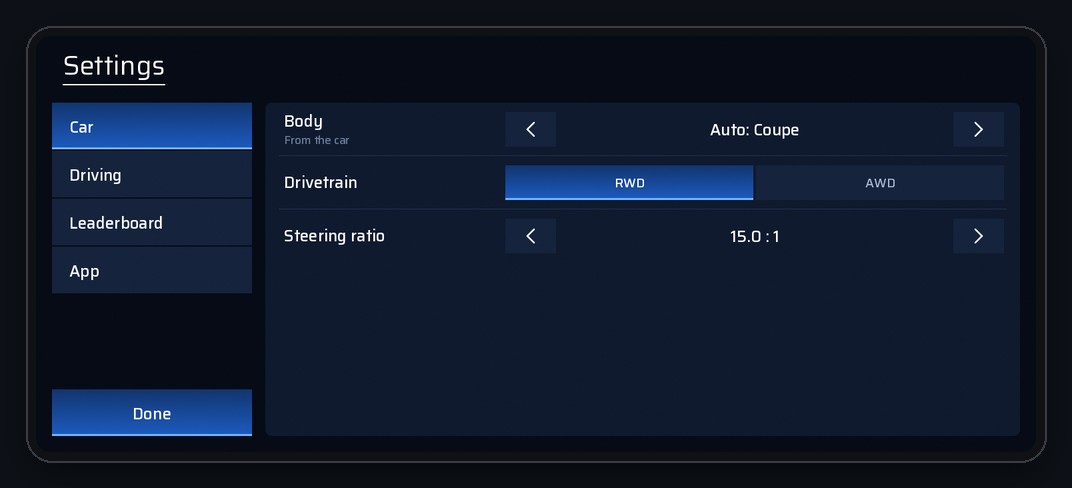 Settings
Car
Driving
Leaderboard
App
Done
Body
From the car
Auto: Coupe
Drivetrain
RWD
AWD
Steering ratio
15.0 : 1